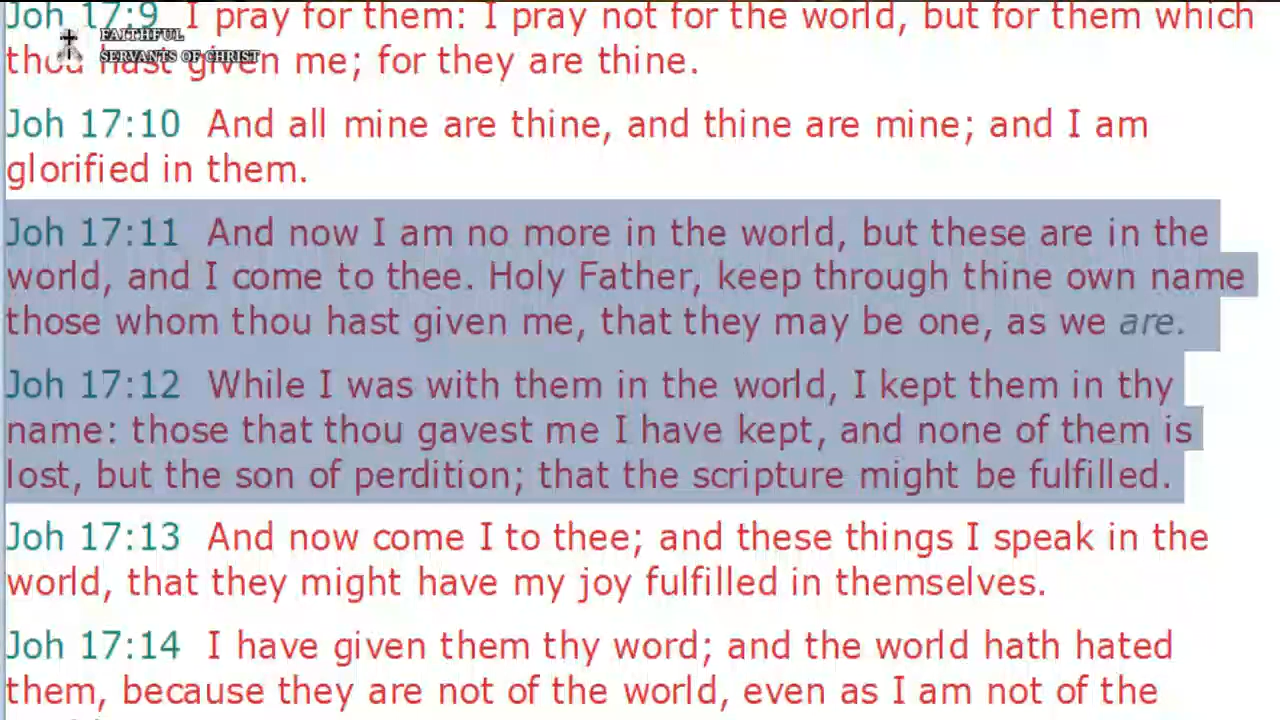 Joh 17:9 I pray for them: I pray not for the world, but for them which
FAITHFUL
SERVANTS OF CHRIST
thou hast given me; for they are thine.
Joh 17:10 And all mine are thine, and thine are mine; and I am
glorified in them.
Joh 17:11 And now I am no more in the world, but these are in the
world, and I come to thee. Holy Father, keep through thine own name
those whom thou hast given me, that they may be one, as we are.
Joh 17:12 While I was with them in the world, I kept them in thy
name: those that thou gavest me I have kept, and none of them is
lost, but the son of perdition; that the scripture might be fulfilled.
Joh 17:13 And now come I to thee; and these things I speak in the
world, that they might have my joy fulfilled in themselves.
Joh 17:14 I have given them thy word; and the world hath hated
them, because they are not of the world, even as I am not of the